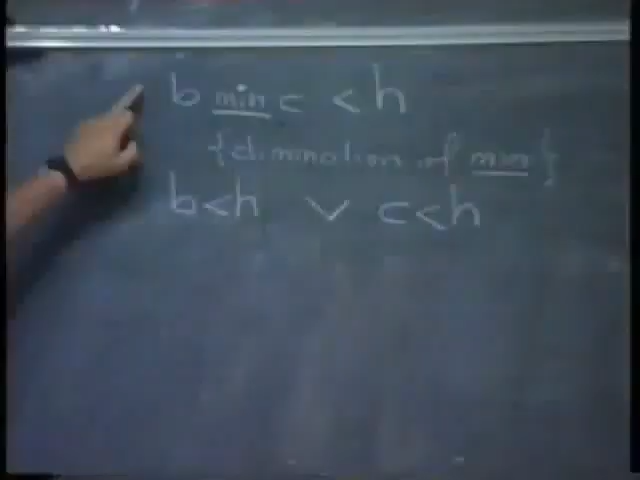 b min c < h
{elimination of min}
b < h ∨ c < h